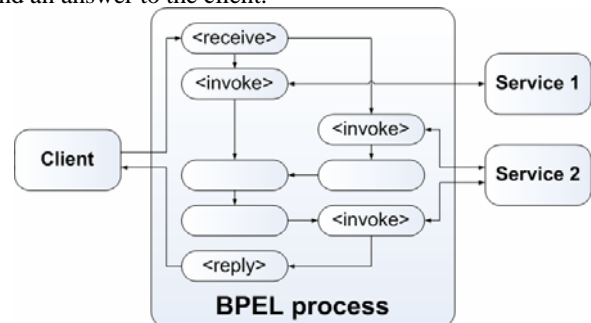 nd an answer to the client.
<receive>
<invoke>
Service 1
<invoke>
Client
Service 2
<invoke>
<reply>
BPEL process